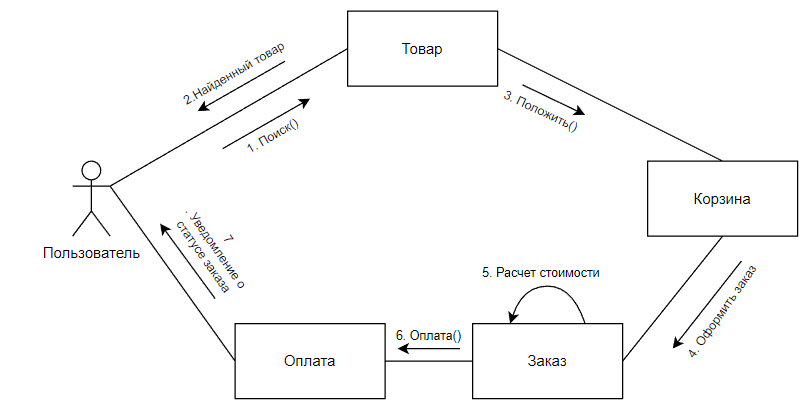 Товар
2.Найденный товар
1. Поиск()
3. Положить()
Корзина
Пользователь
7
. Уведомление о
статусе заказа
5. Расчет стоимости
4. Оформить заказ
6. Оплата()
Оплата
Заказ